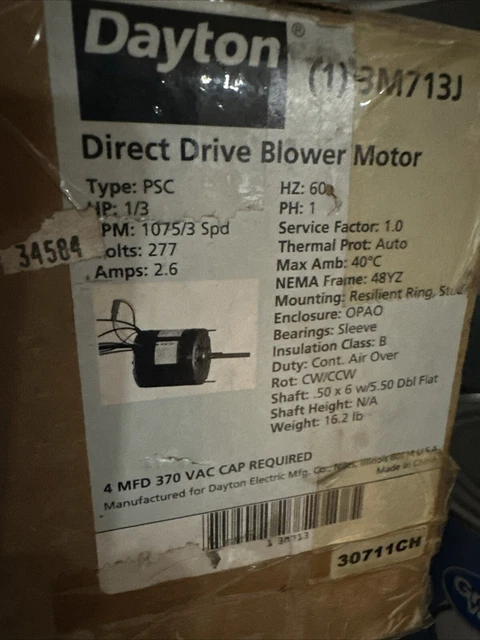 Dayton®
(1) 3M713J
Direct Drive Blower Motor
Type: PSC
HP: 1/3
PM: 1075/3 Spd
olts: 277
Amps: 2.6
HZ: 60
PH: 1
Service Factor: 1.0
Thermal Prot: Auto
Max Amb: 40°C
NEMA Frame: 48YZ
Mounting: Resilient Ring, Stud
Enclosure: OPAO
Bearings: Sleeve
Insulation Class: B
Duty: Cont. Air Over
Rot: CW/CCW
Shaft: .50 x 6 w/5.50 Dbl Flat
Shaft Height: N/A
Weight: 16.2 lb
34584
4 MFD 370 VAC CAP REQUIRED
Manufactured for Dayton Electric Mfg. Co., Niles, Illinois 60714 U.S.A.
Made in China
30711CH